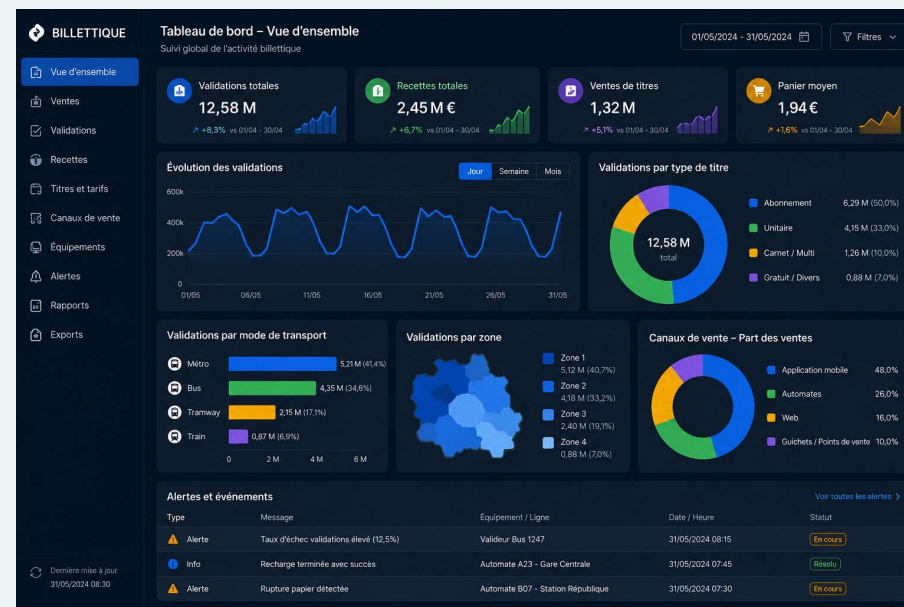 BILLETTIQUE
Vue d'ensemble
Ventes
Validations
Recettes
Titres et tarifs
Canaux de vente
Équipements
Alertes
Rapports
Exports
Dernière mise à jour
31/05/2024 08:30
Tableau de bord – Vue d'ensemble
Suivi global de l'activité billettique
01/05/2024 - 31/05/2024
Filtres
Validations totales
12,58 M
+8,3% vs 01/04 - 30/04
Recettes totales
2,45 M €
+6,7% vs 01/04 - 30/04
Ventes de titres
1,32 M
+5,1% vs 01/04 - 30/04
Panier moyen
1,94 €
+1,6% vs 01/04 - 30/04
Évolution des validations
Jour Semaine Mois
600k
400k
200k
0
01/05 06/05 11/05 16/05 21/05 26/05 31/05
Validations par type de titre
12,58 M
total
Abonnement 6,29 M (50,0%)
Unitaire 4,15 M (33,0%)
Carnet / Multi 1,26 M (10,0%)
Gratuit / Divers 0,88 M (7,0%)
Validations par mode de transport
Métro 5,21 M (41,4%)
Bus 4,35 M (34,6%)
Tramway 2,15 M (17,1%)
Train 0,87 M (6,9%)
0 2 M 4 M 6 M
Validations par zone
Zone 1
5,12 M (40,7%)
Zone 2
4,18 M (33,2%)
Zone 3
2,40 M (19,1%)
Zone 4
0,88 M (7,0%)
Canaux de vente – Part des ventes
Application mobile 48,0%
Automates 26,0%
Web 16,0%
Guichets / Points de vente 10,0%
Alertes et événements
Voir toutes les alertes
Type Message Équipement / Ligne Date / Heure Statut
Alerte Taux d'échec validations élevé (12,5%) Valideur Bus 1247 31/05/2024 08:15 En cours
Info Recharge terminée avec succès Automate A23 - Gare Centrale 31/05/2024 07:45 Résolu
Alerte Rupture papier détectée Automate B07 - Station République 31/05/2024 07:30 En cours